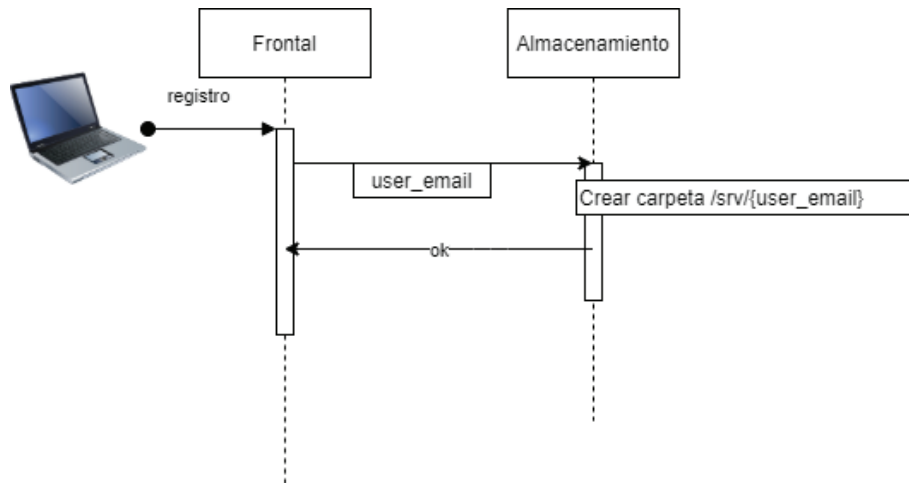 Frontal
Almacenamiento
registro
user_email
Crear carpeta /srv/{user_email}
ok